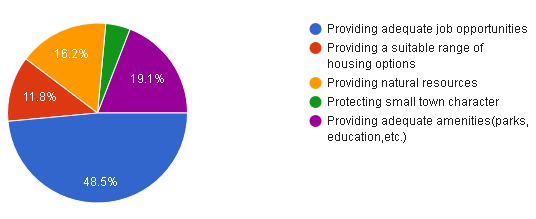 16.2%
19.1%
11.8%
48.5%
Providing adequate job opportunities
Providing a suitable range of
housing options
Providing natural resources
Protecting small town character
Providing adequate amenities(parks,
education,etc.)